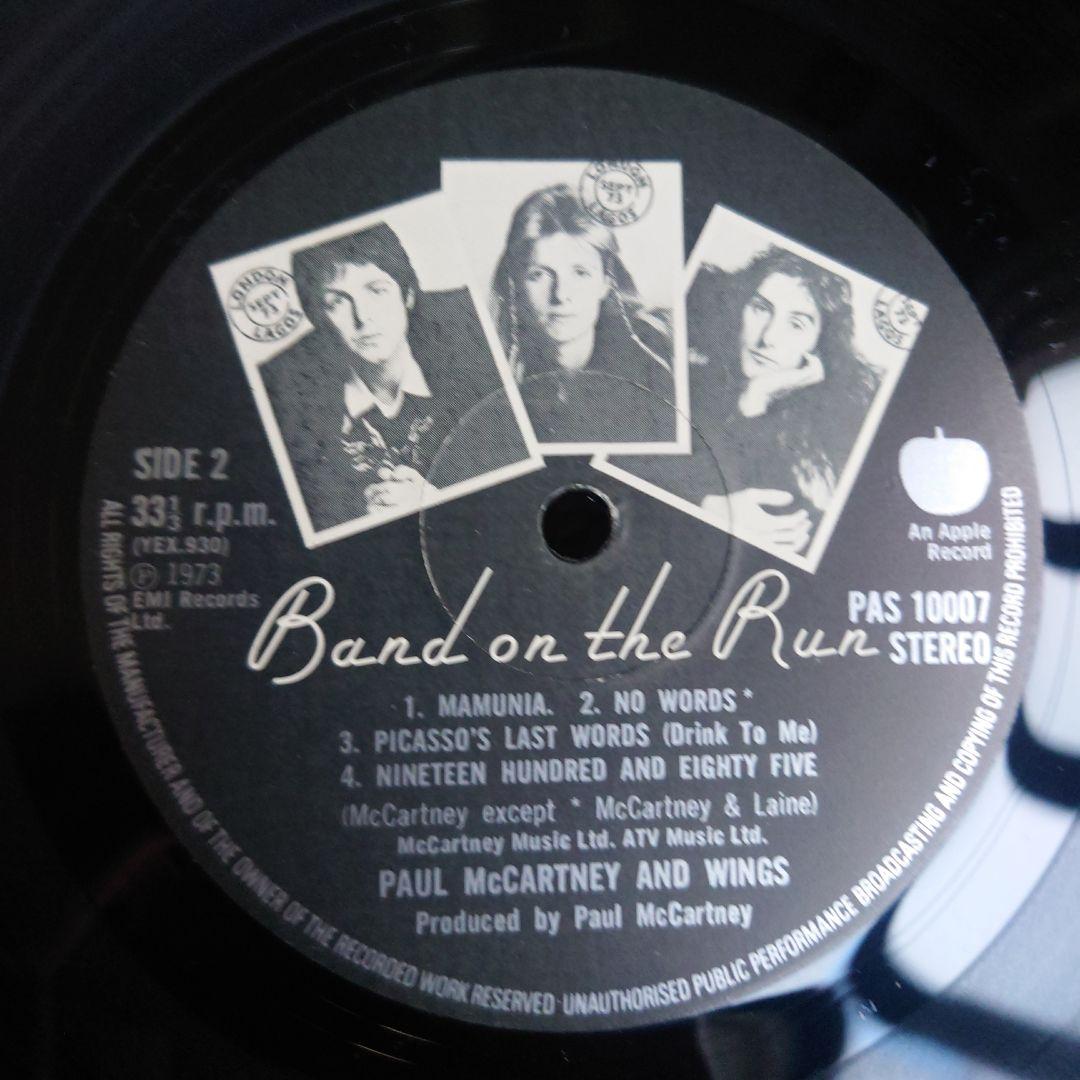 LONDON
SEPT
73
LAGOS
LONDON
SEPT
73
LAGOS
LONDON
SEPT
73
LAGOS
SIDE 2
33⅓ r.p.m.
(YEX.930)
Ⓟ 1973
EMI Records
Ltd.
An Apple
Record
PAS 10007
STEREO
Band on the Run
1. MAMUNIA. 2. NO WORDS*
3. PICASSO'S LAST WORDS (Drink To Me)
4. NINETEEN HUNDRED AND EIGHTY FIVE
(McCartney except * McCartney & Laine)
McCartney Music Ltd. ATV Music Ltd.
PAUL McCARTNEY AND WINGS
Produced by Paul McCartney
ALL RIGHTS OF THE MANUFACTURER AND OF THE OWNER OF THE RECORDED WORK RESERVED UNAUTHORISED PUBLIC PERFORMANCE BROADCASTING AND COPYING OF THIS RECORD PROHIBITED